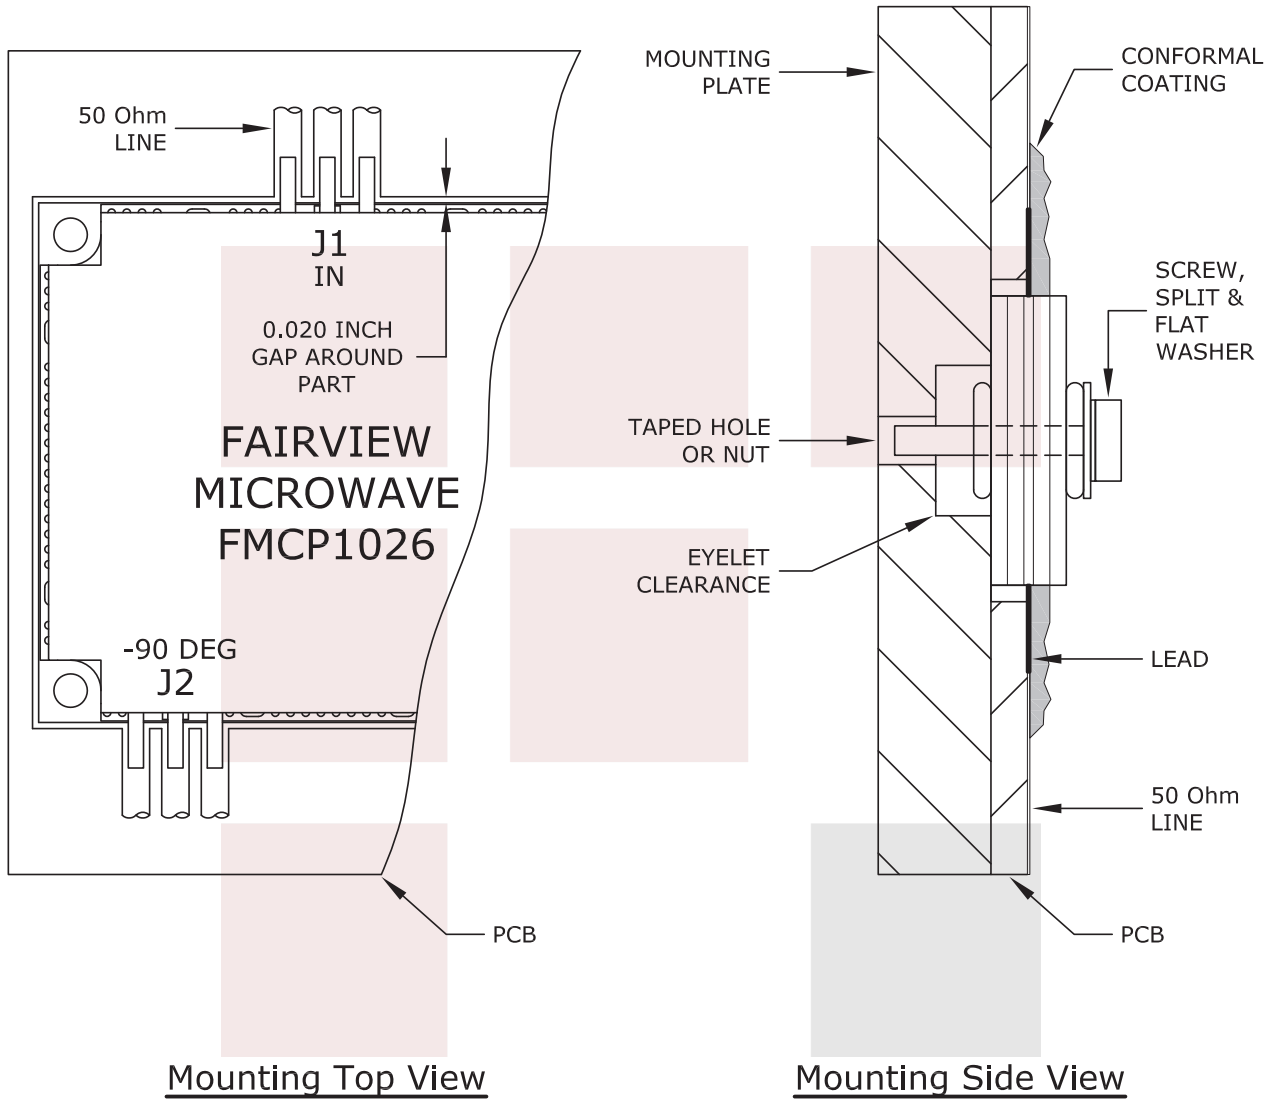 50 Ohm
LINE
J1
IN
0.020 INCH
GAP AROUND
PART
FAIRVIEW
MICROWAVE
FMCP1026
-90 DEG
J2
PCB
Mounting Top View
MOUNTING
PLATE
CONFORMAL
COATING
SCREW,
SPLIT &
FLAT
WASHER
TAPED HOLE
OR NUT
EYELET
CLEARANCE
LEAD
50 Ohm
LINE
PCB
Mounting Side View